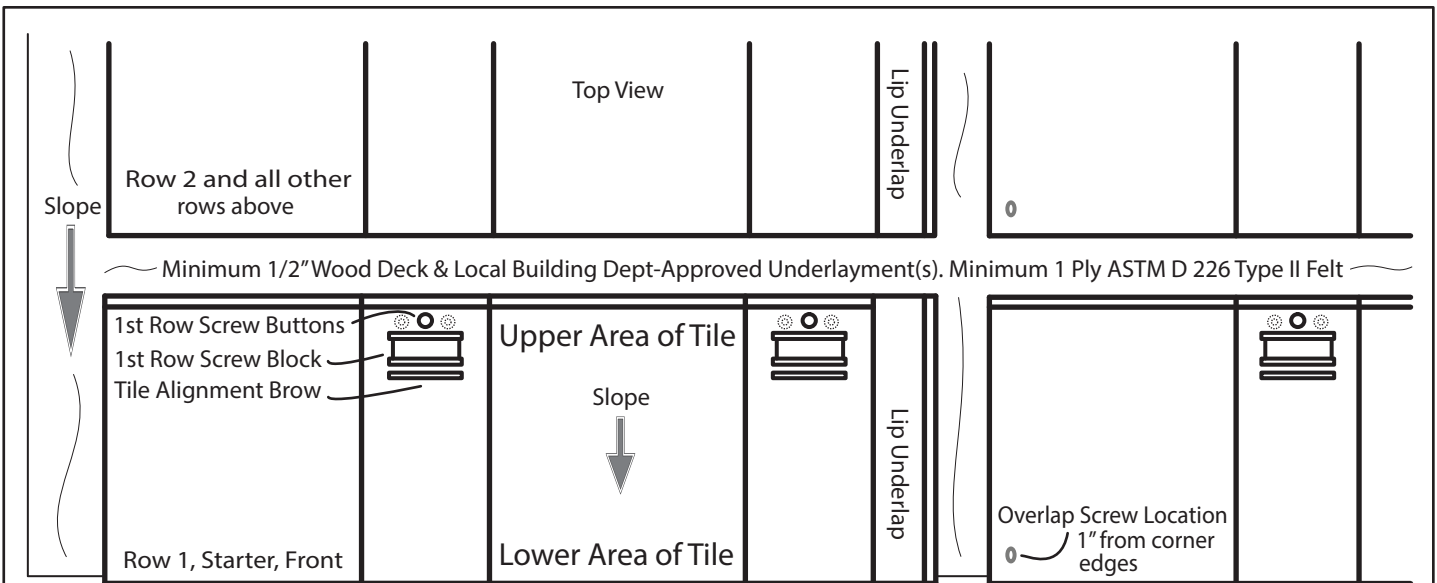 Top View
Lip Underlap
Row 2 and all other
rows above
Slope
Minimum 1/2" Wood Deck & Local Building Dept-Approved Underlayment(s). Minimum 1 Ply ASTM D 226 Type II Felt
1st Row Screw Buttons
1st Row Screw Block
Tile Alignment Brow
Upper Area of Tile
Slope
Lip Underlap
Overlap Screw Location
1" from corner
edges
Row 1, Starter, Front
Lower Area of Tile